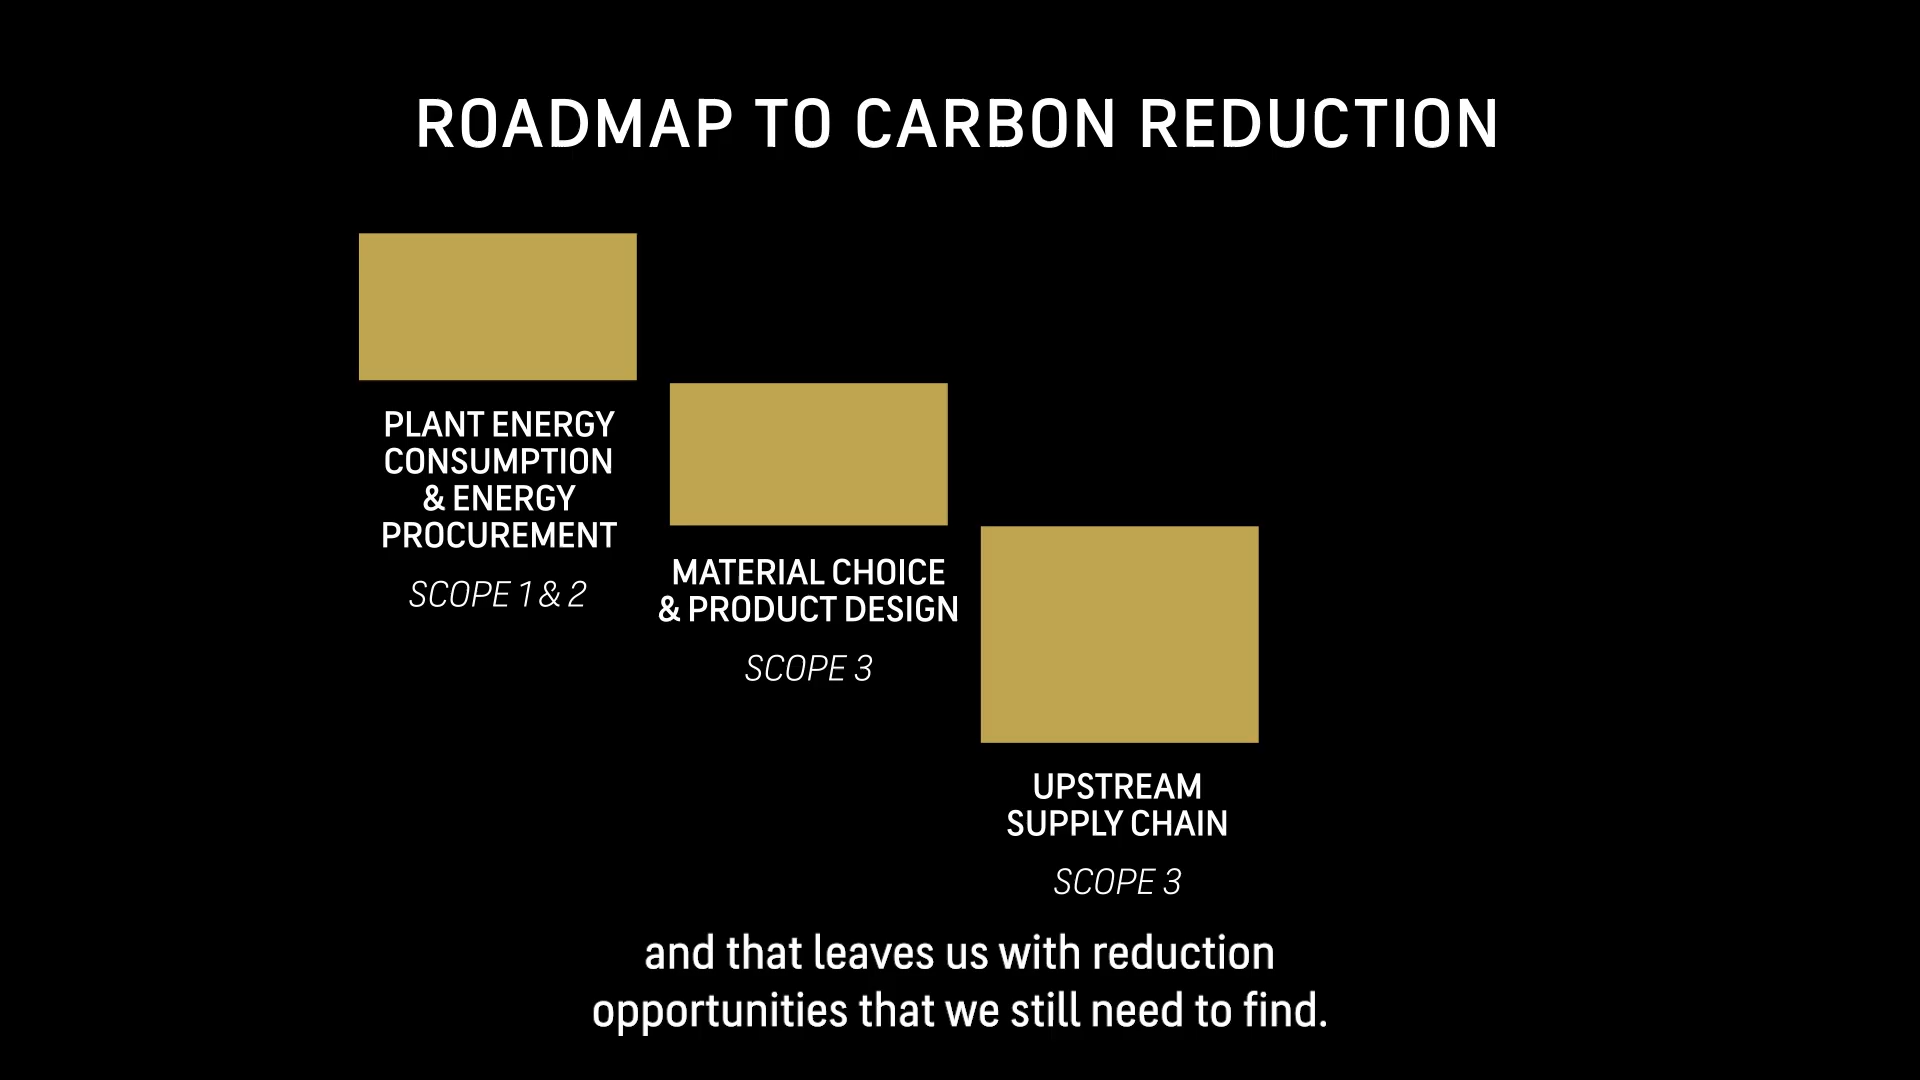 ROADMAP TO CARBON REDUCTION
PLANT ENERGY
CONSUMPTION
& ENERGY
PROCUREMENT
SCOPE 1 & 2
MATERIAL CHOICE
& PRODUCT DESIGN
SCOPE 3
UPSTREAM
SUPPLY CHAIN
SCOPE 3
and that leaves us with reduction
opportunities that we still need to find.